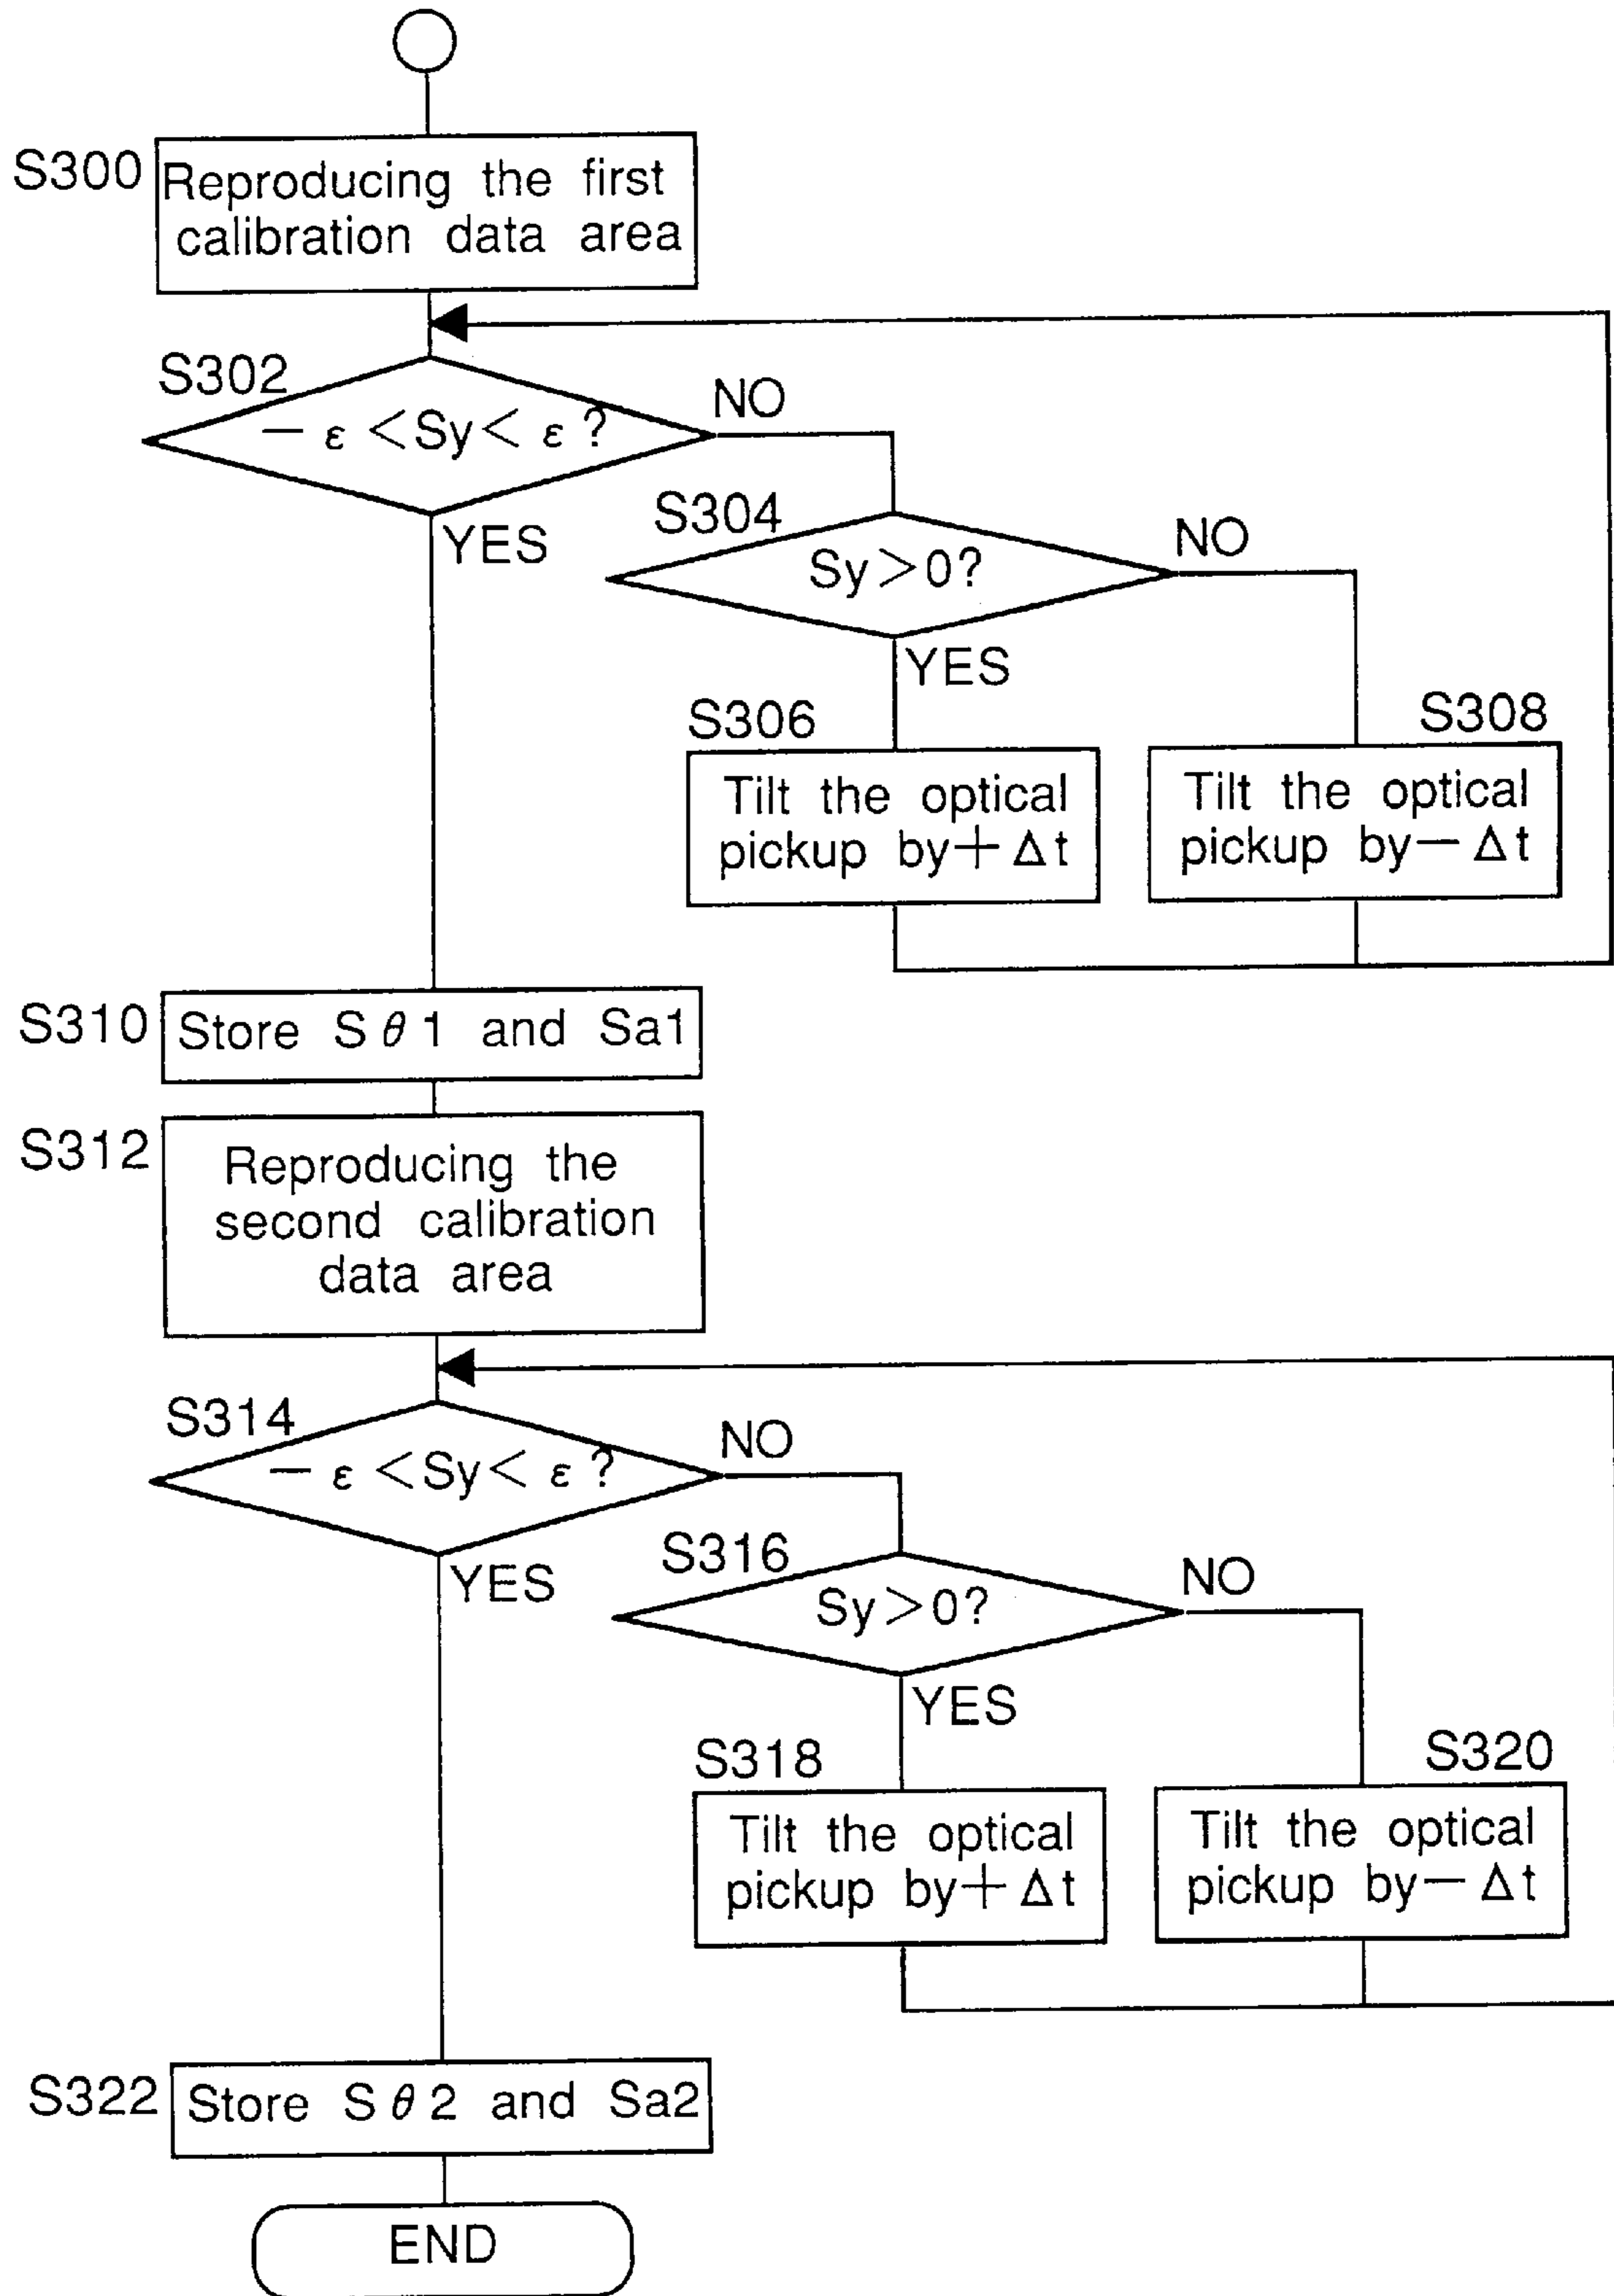 S300
Reproducing the first
calibration data area
S302
− ε <Sy< ε ?
NO
YES
S304
Sy>0?
NO
YES
S306
Tilt the optical
pickup by+ Δt
S308
Tilt the optical
pickup by− Δt
S310
Store S θ 1 and Sa1
S312
Reproducing the
second calibration
data area
S314
− ε <Sy< ε ?
NO
YES
S316
Sy>0?
NO
YES
S318
Tilt the optical
pickup by+ Δt
S320
Tilt the optical
pickup by− Δt
S322
Store S θ 2 and Sa2
END